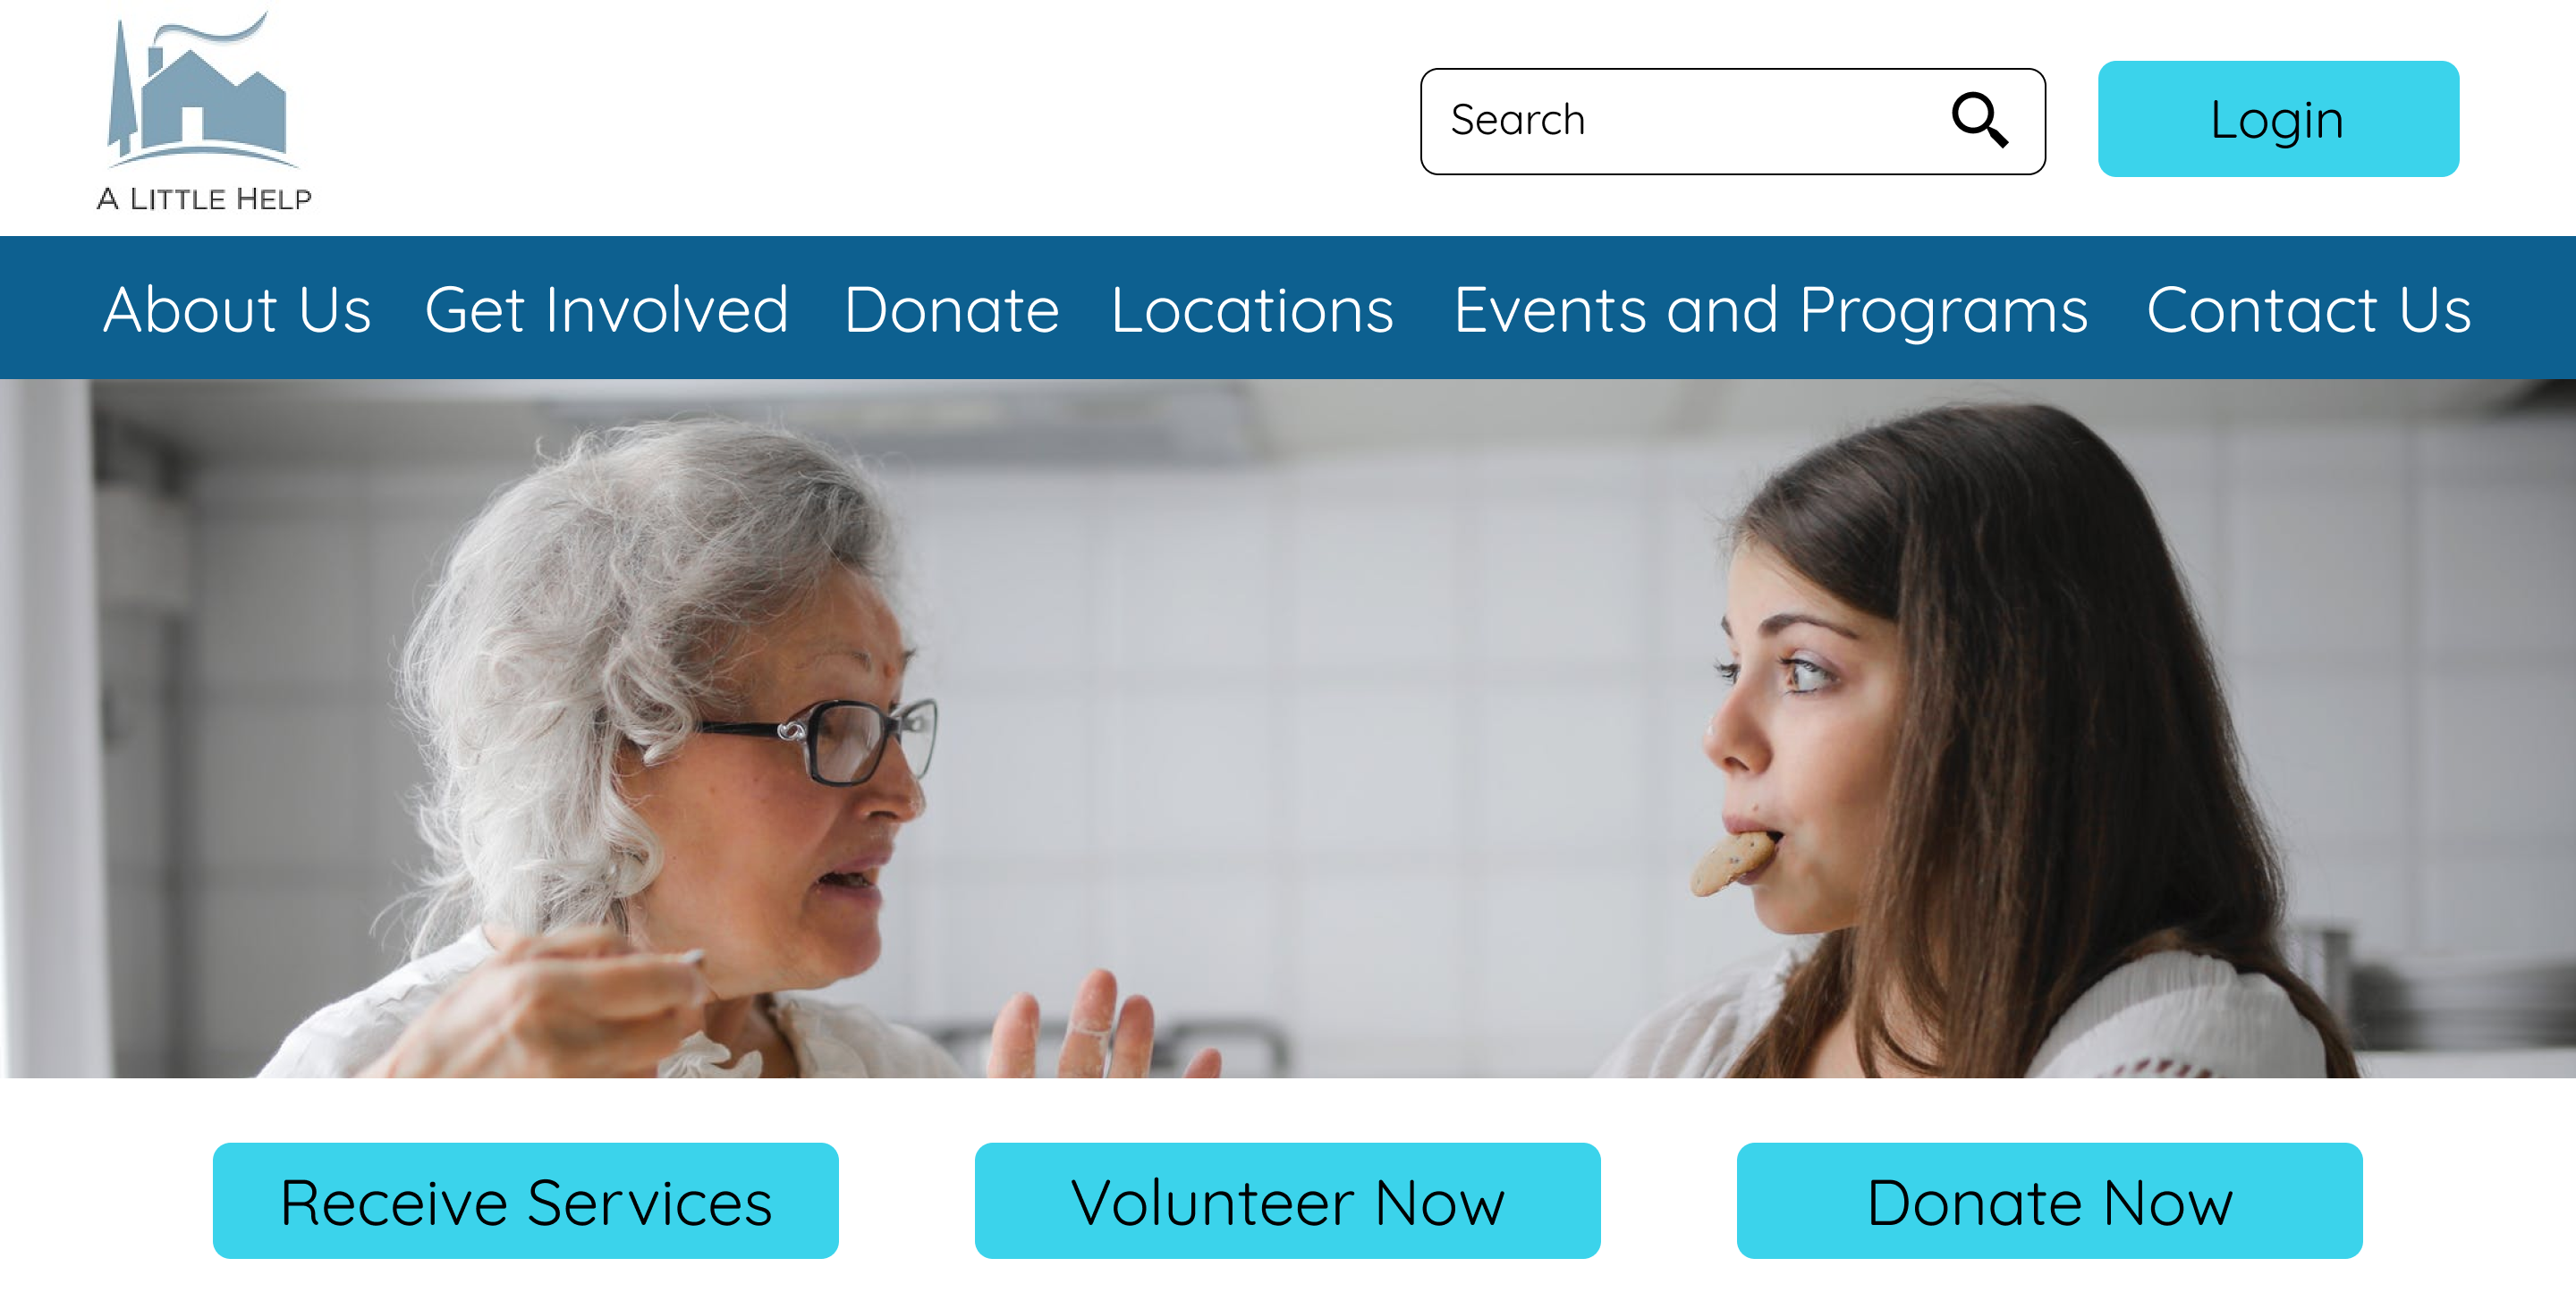 A LITTLE HELP
Search
Login
About Us Get Involved Donate Locations Events and Programs Contact Us
Receive Services Volunteer Now Donate Now